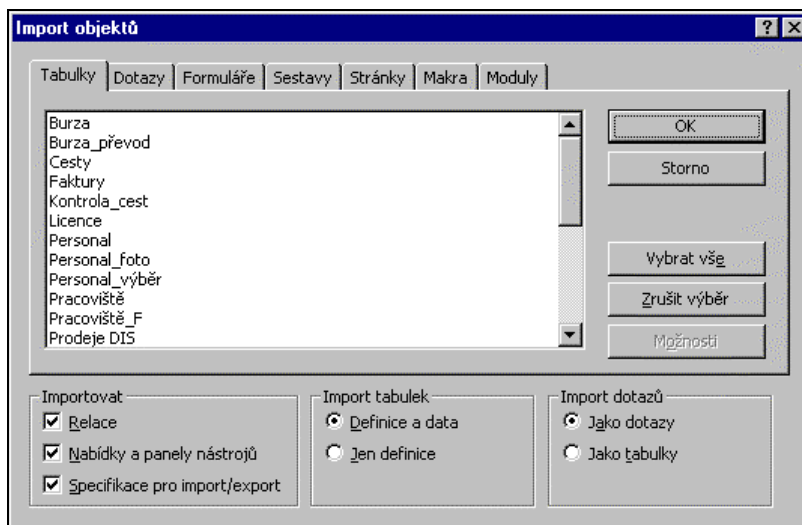 Import objektů
Tabulky Dotazy Formuláře Sestavy Stránky Makra Moduly
Burza
Burza_převod
Cesty
Faktury
Kontrola_cest
Licence
Personal
Personal_foto
Personal_výběr
Pracoviště
Pracoviště_F
Prodeje DIS
OK
Storno
Vybrat vše
Zrušit výběr
Možnosti
Importovat
Relace
Nabídky a panely nástrojů
Specifikace pro import/export
Import tabulek
Definice a data
Jen definice
Import dotazů
Jako dotazy
Jako tabulky